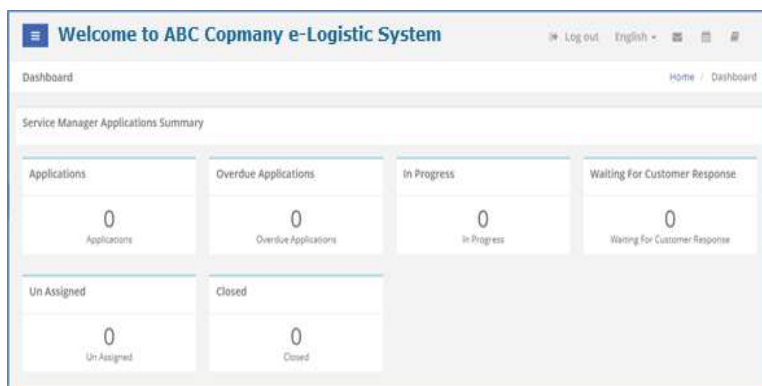 Welcome to ABC Copmany e-Logistic System
Log out English
Dashboard
Home / Dashboard
Service Manager Applications Summary
Applications
Overdue Applications
In Progress
Waiting For Customer Response
0
0
0
0
Applications
Overdue Applications
In Progress
Waiting For Customer Response
Un Assigned
Closed
0
0
Un Assigned
Closed